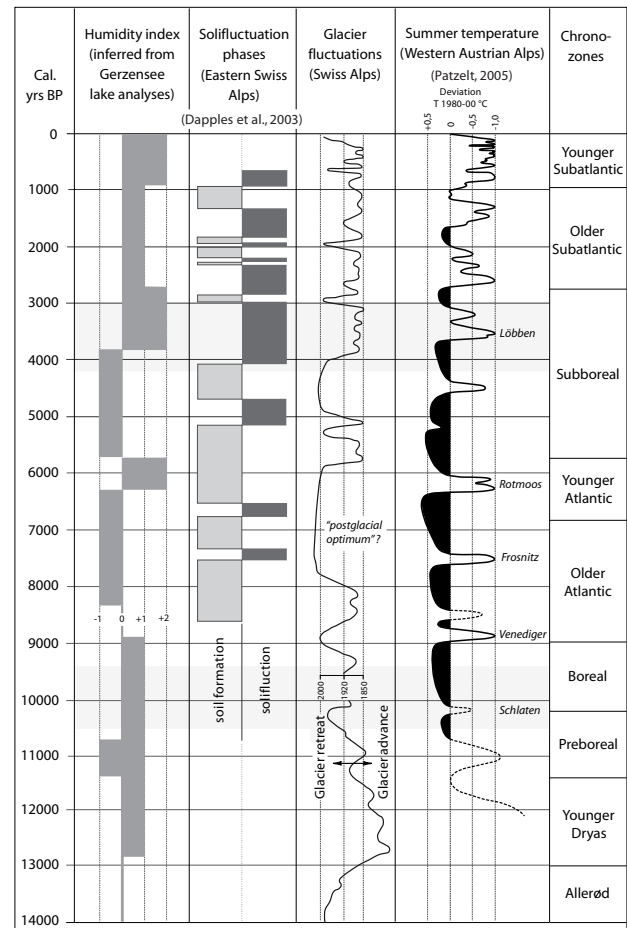 Cal.
yrs BP
Humidity index
(inferred from
Gerzensee
lake analyses)
Solifluctuation
phases
(Eastern Swiss
Alps)
(Dapples et al., 2003)
Glacier
fluctuations
(Swiss Alps)
Summer temperature
(Western Austrian Alps)
(Patzelt, 2005)
Deviation
T 1980-00 °C
+0,5 0 -0,5 -1,0
Chrono-
zones
0
1000
2000
3000
4000
5000
6000
7000
8000
9000
10000
11000
12000
13000
14000
-1 0 +1 +2
soil formation
solifluction
"postglacial
optimum"?
2000
1920
1850
Glacier retreat
Glacier advance
Löbben
Rotmoos
Frosnitz
Venediger
Schlaten
Younger
Subatlantic
Older
Subatlantic
Subboreal
Younger
Atlantic
Older
Atlantic
Boreal
Preboreal
Younger
Dryas
Allerød